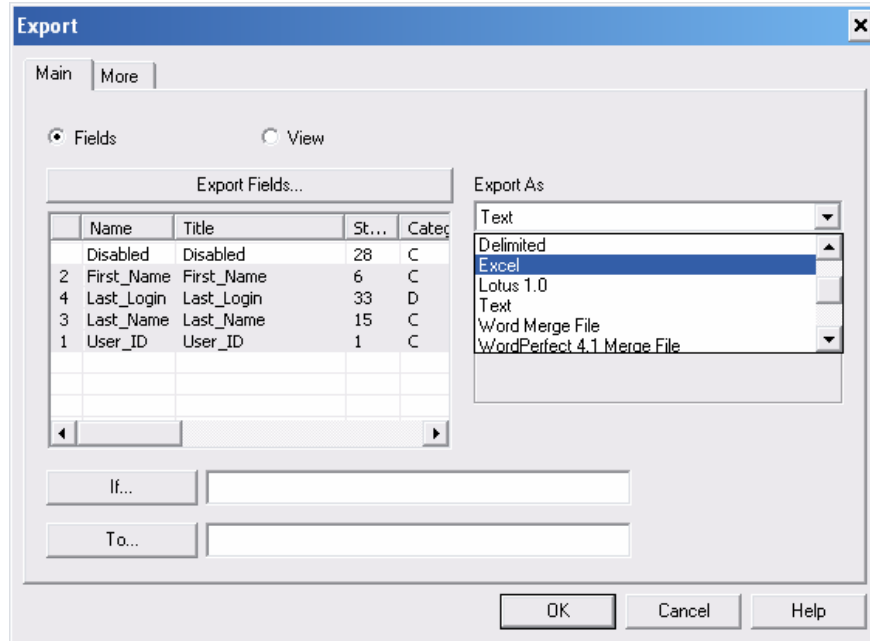 Export
Main More
Fields View
Export Fields...
Name Title St... Categ
Disabled Disabled 28 C
2 First_Name First_Name 6 C
4 Last_Login Last_Login 33 D
3 Last_Name Last_Name 15 C
1 User_ID User_ID 1 C
Export As
Text
Delimited
Excel
Lotus 1.0
Text
Word Merge File
WordPerfect 4.1 Merge File
If...
To...
OK Cancel Help